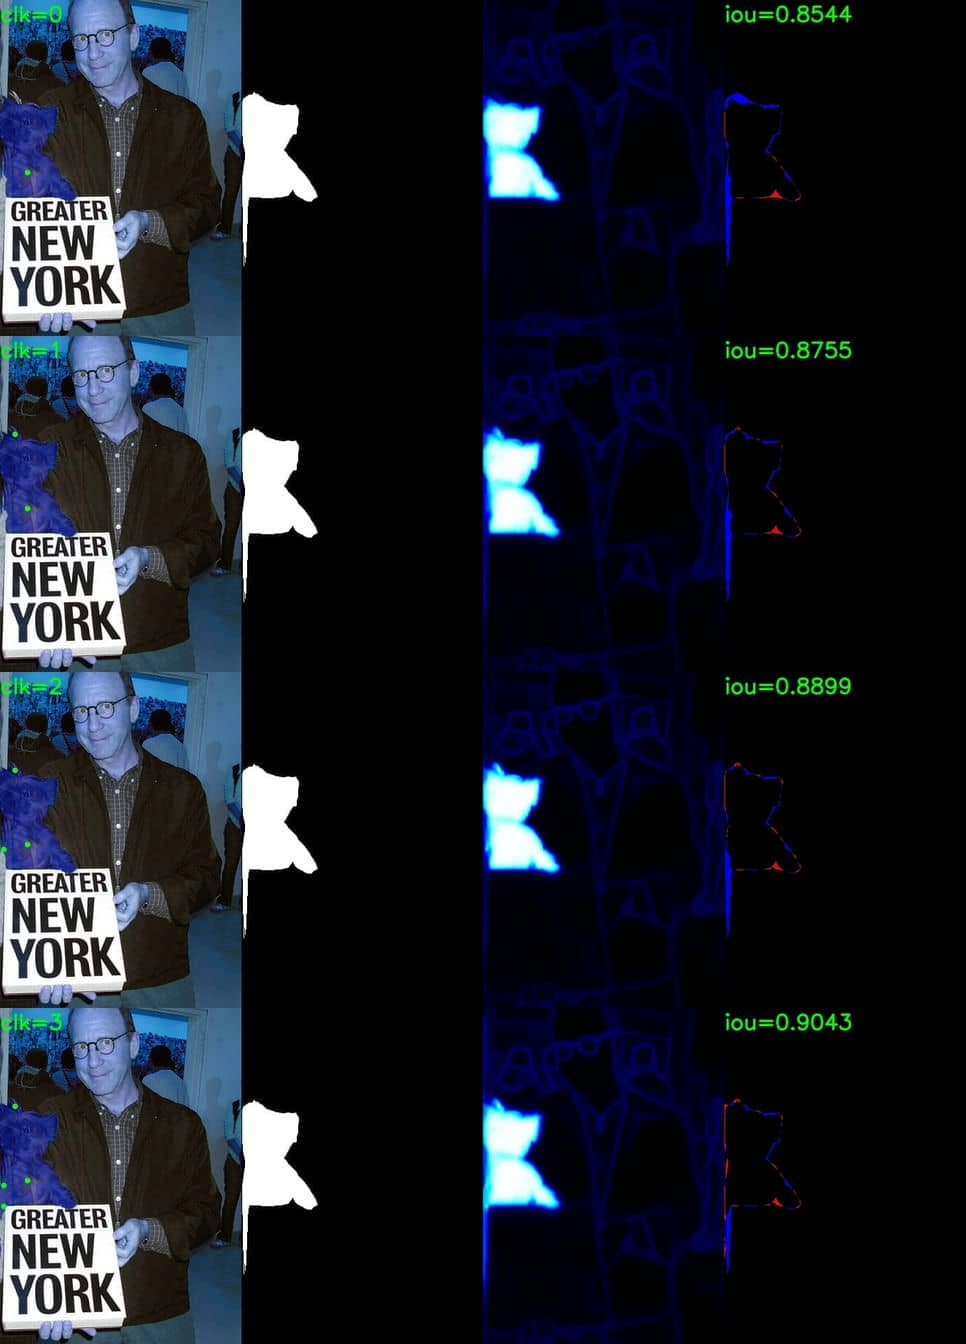 clk=0
iou=0.8544
GREATER
NEW
YORK
clk=1
iou=0.8755
GREATER
NEW
YORK
clk=2
iou=0.8899
GREATER
NEW
YORK
clk=3
iou=0.9043
GREATER
NEW
YORK